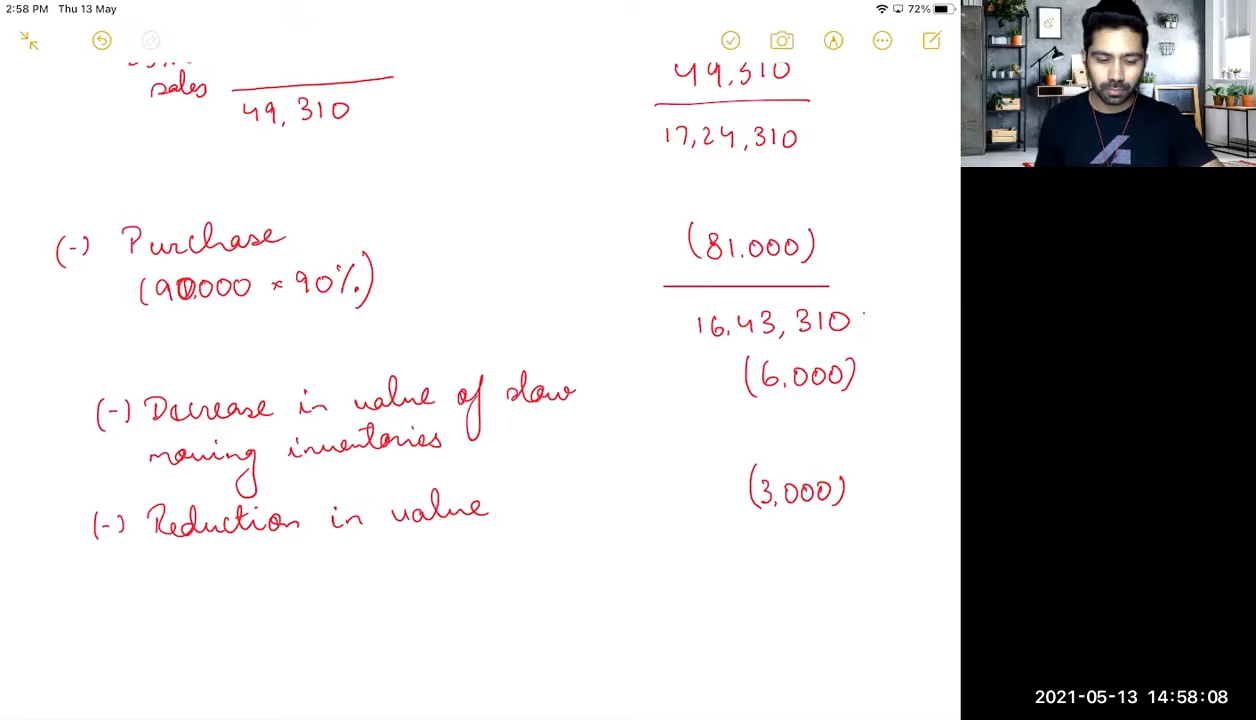 2:58 PM Thu 13 May
72%
sales
49,310
49,310
17,24,310
(-) Purchase
(81.000)
(90,000 × 90%)
16,43,310
(-) Decrease in value of slow
(6.000)
moving inventories
(-) Reduction in value
(3,000)
2021-05-13 14:58:08